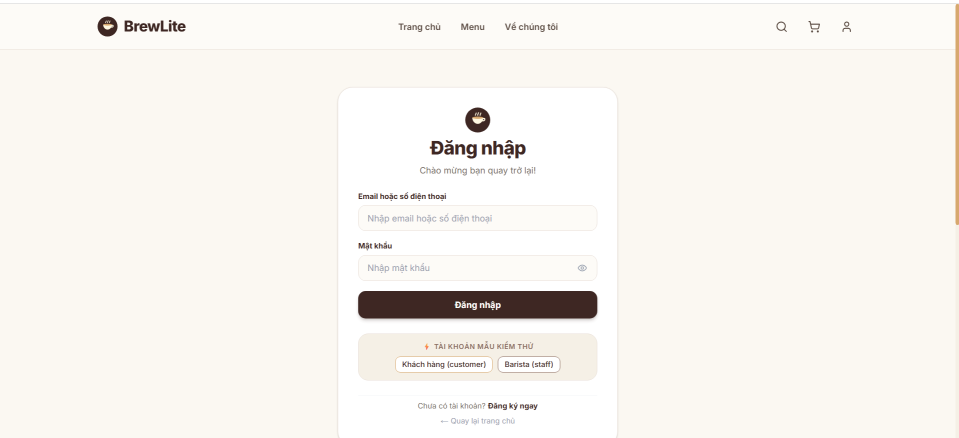 BrewLite
Trang chủ Menu Về chúng tôi
Đăng nhập
Chào mừng bạn quay trở lại!
Email hoặc số điện thoại
Nhập email hoặc số điện thoại
Mật khẩu
Nhập mật khẩu
Đăng nhập
TÀI KHOẢN MẪU KIỂM THỬ
Khách hàng (customer) Barista (staff)
Chưa có tài khoản? Đăng ký ngay
← Quay lại trang chủ